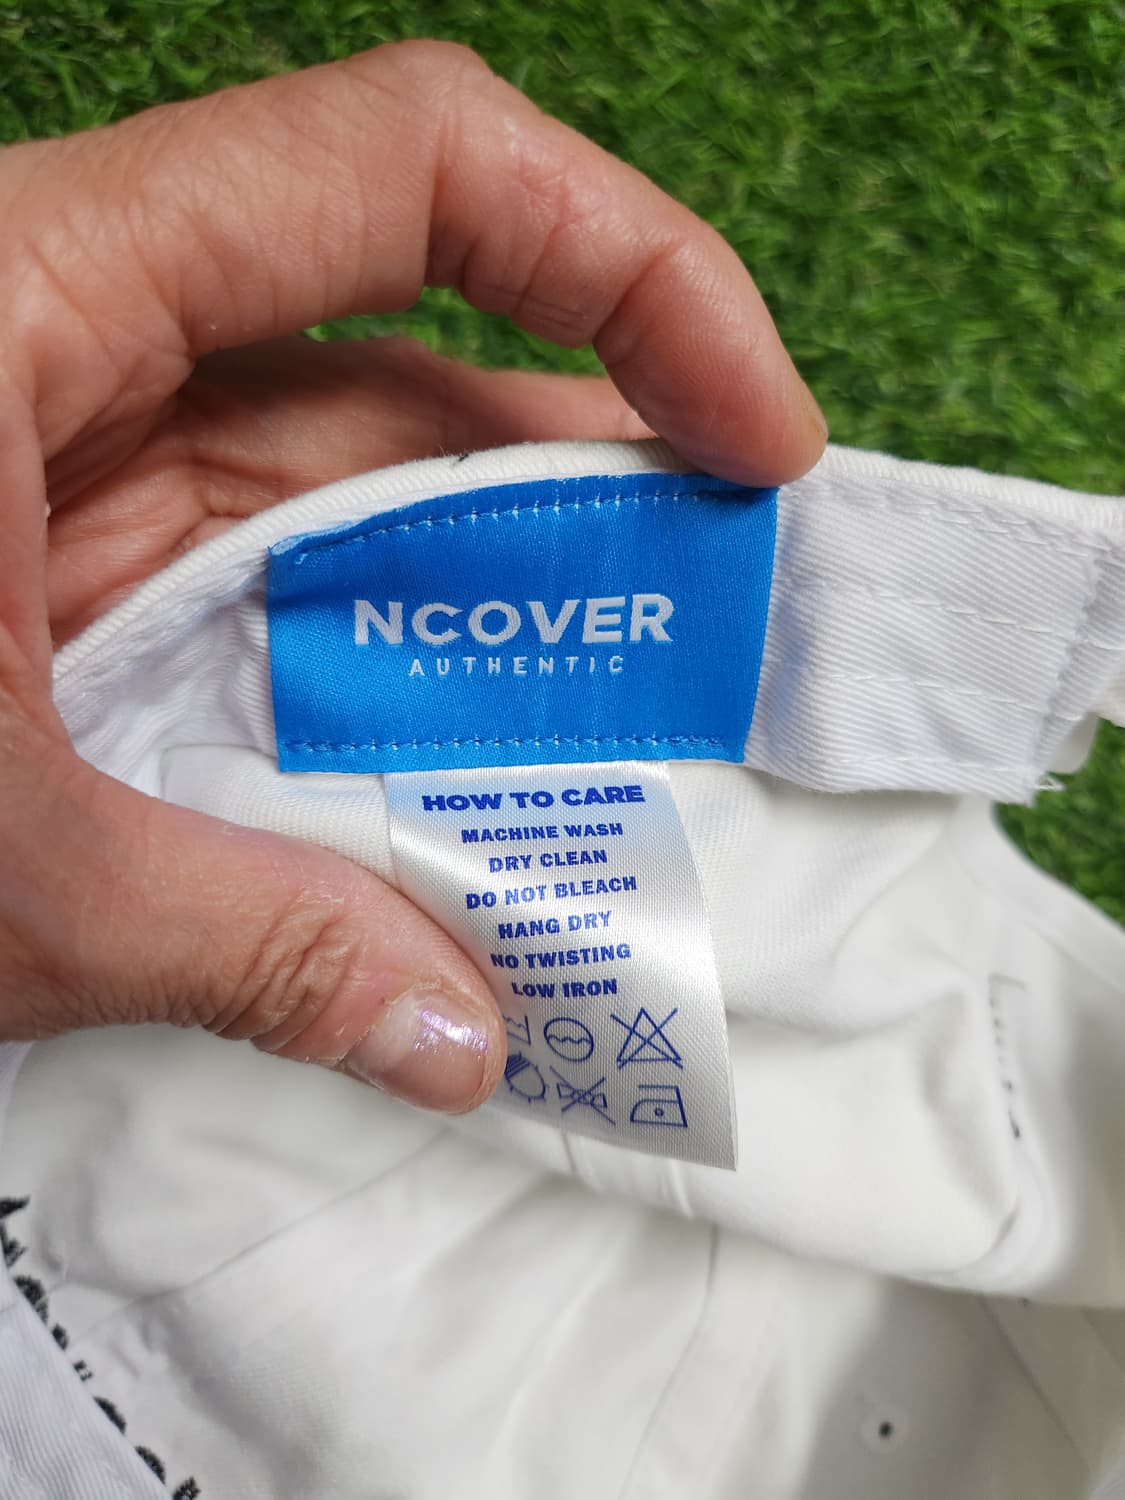 NCOVER
AUTHENTIC
HOW TO CARE
MACHINE WASH
DRY CLEAN
DO NOT BLEACH
HANG DRY
NO TWISTING
LOW IRON